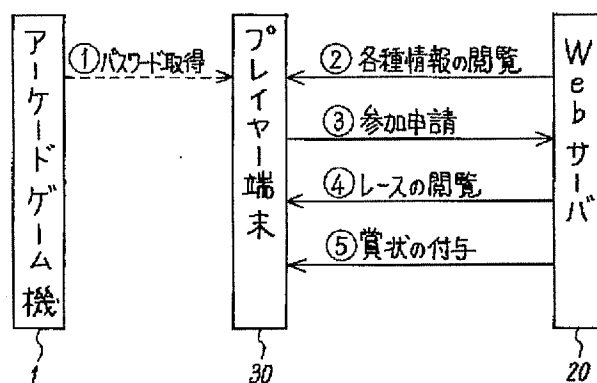 アーケードゲーム機
プレイヤー端末
Webサーバ
①パスワード取得
②各種情報の閲覧
③参加申請
④レースの閲覧
⑤賞状の付与
1
30
20